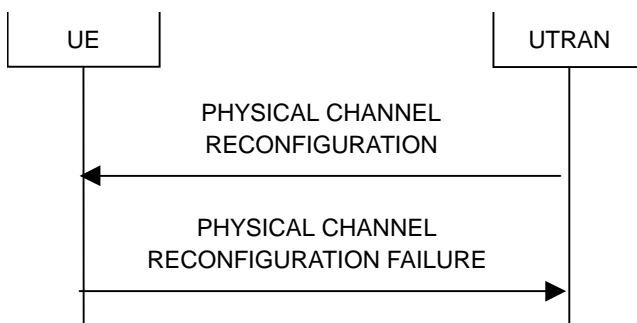 UE
UTRAN
PHYSICAL CHANNEL
RECONFIGURATION
PHYSICAL CHANNEL
RECONFIGURATION FAILURE